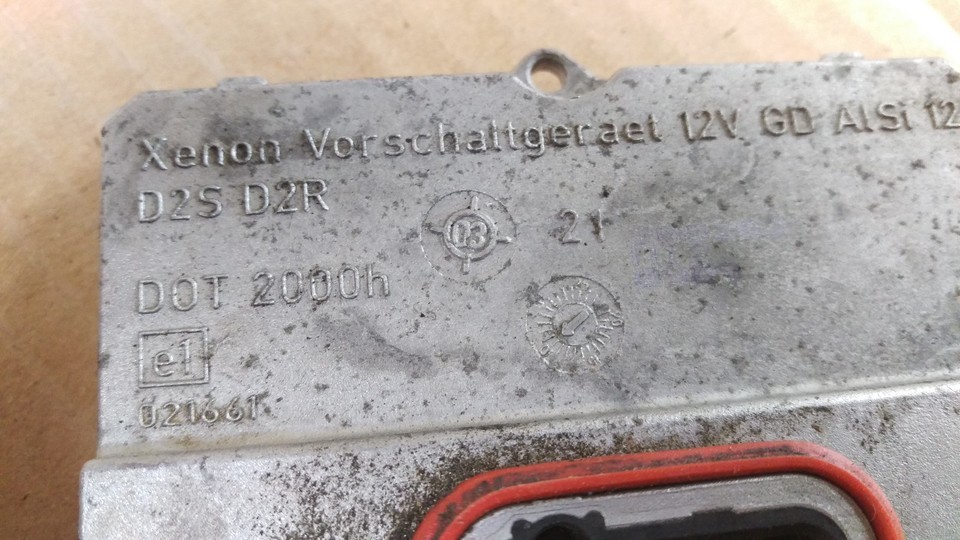 Xenon Vorschaltgeraet 12V GD AlSi 12
D2S D2R
03
21
DOT 2000h
e1
021661